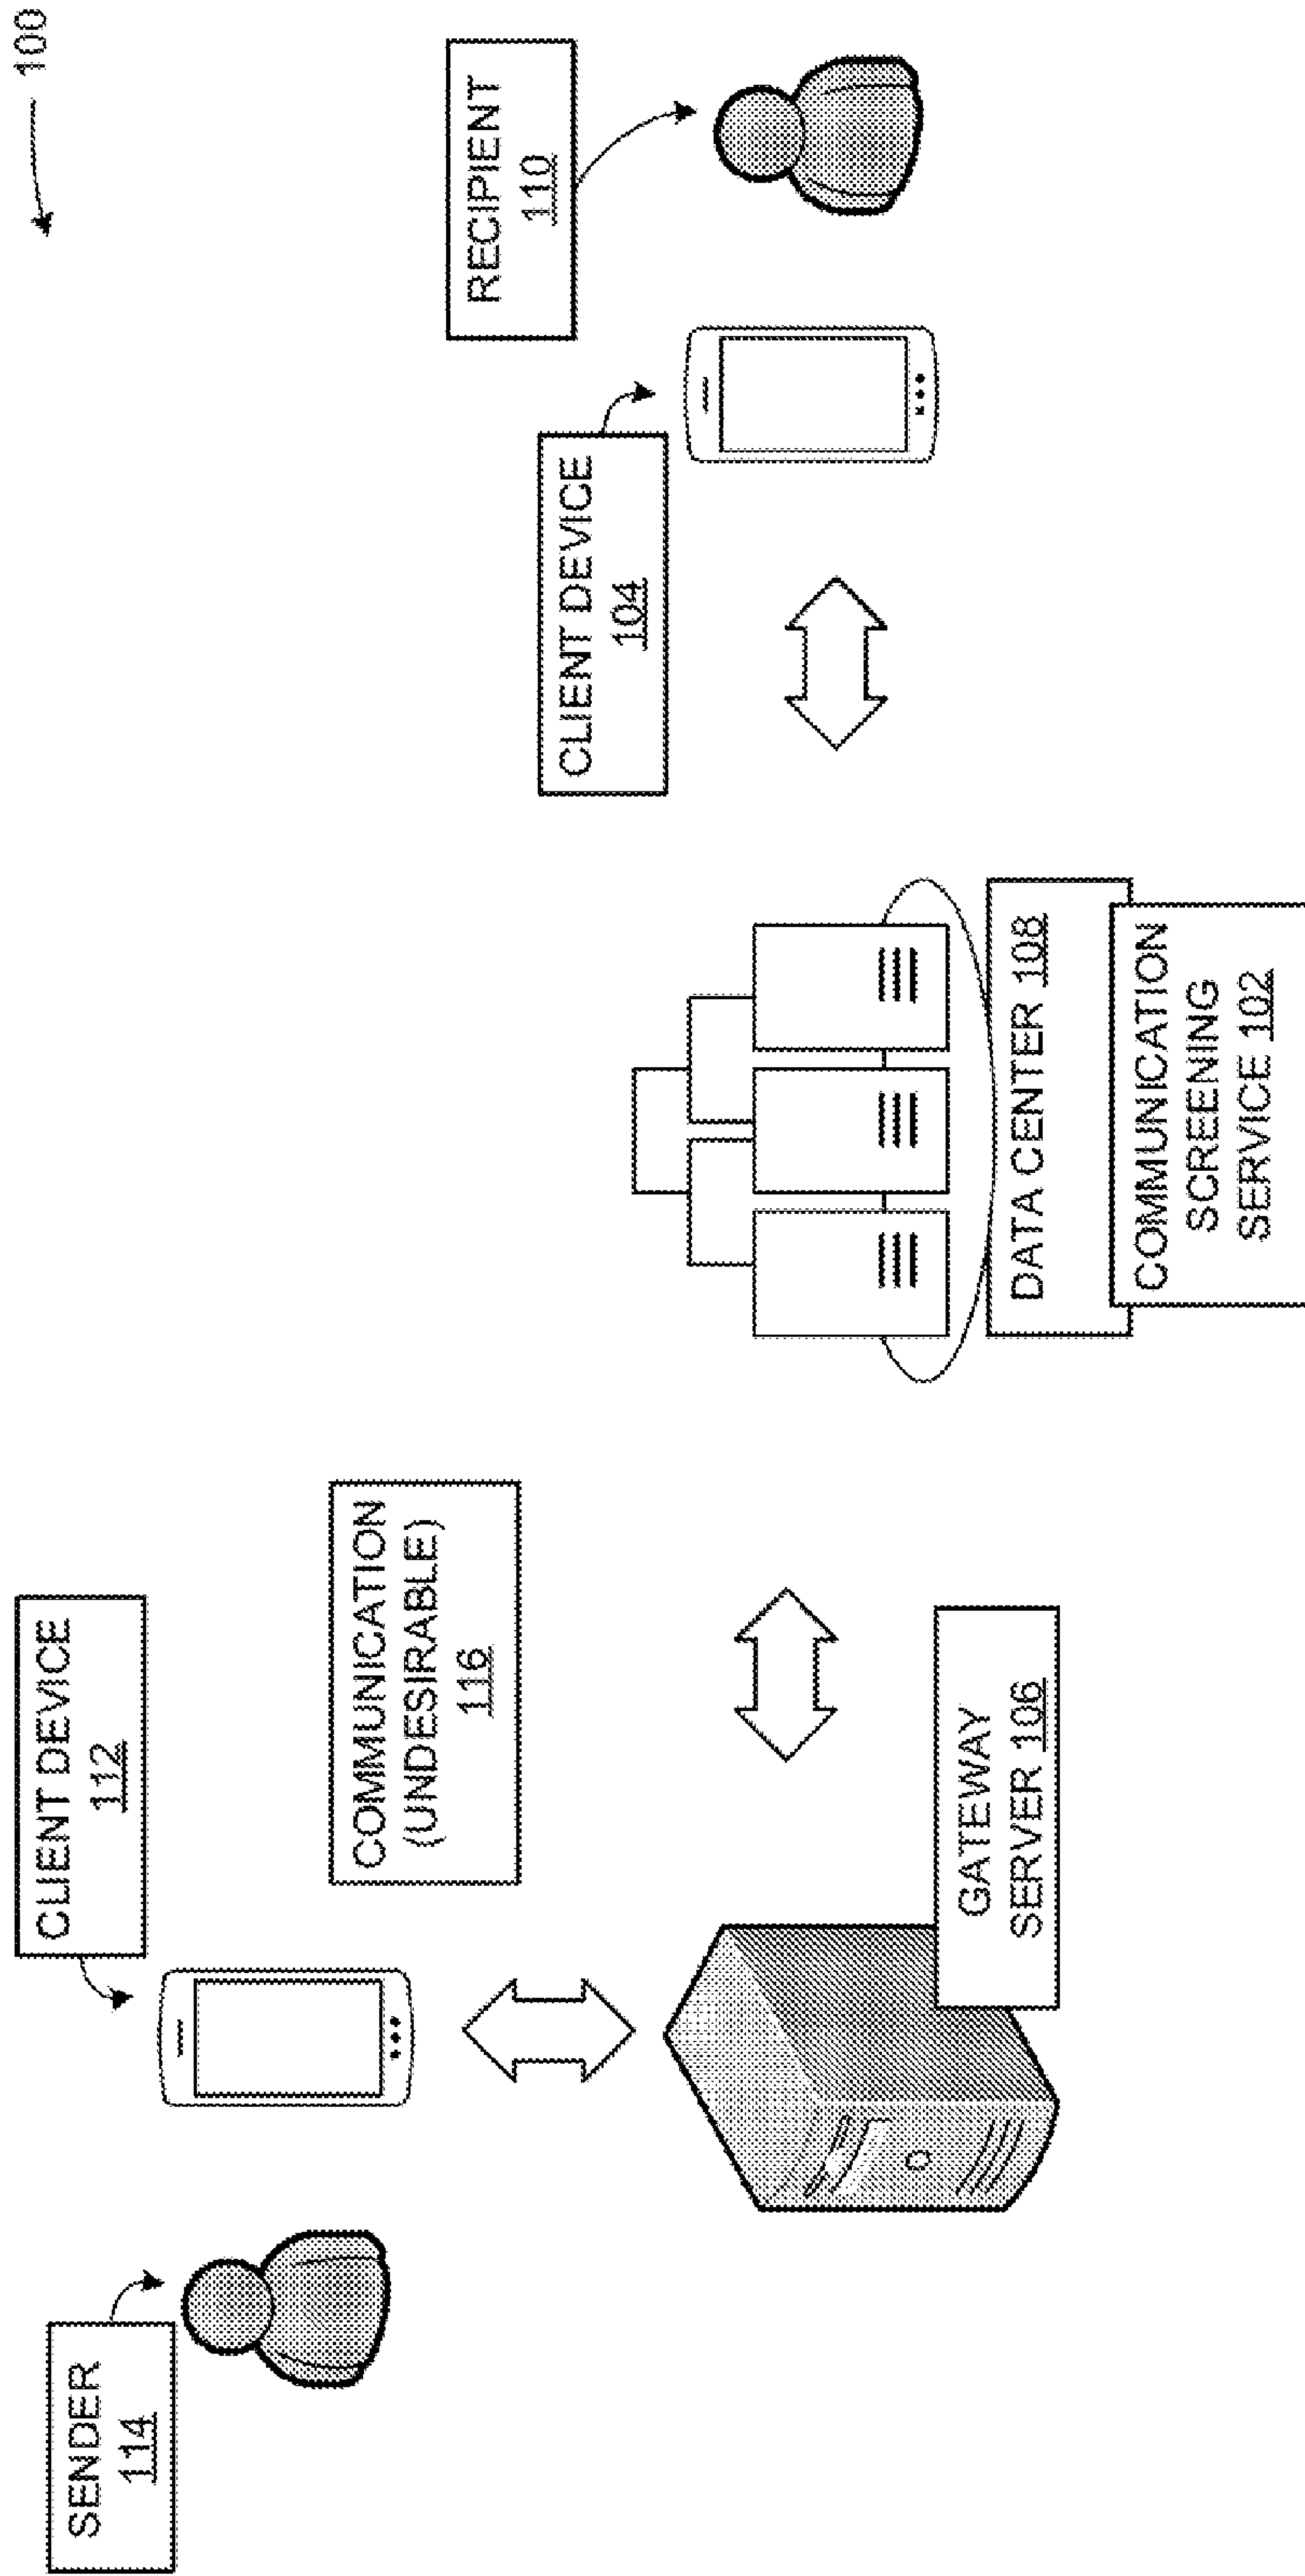 100
SENDER
114
CLIENT DEVICE
112
COMMUNICATION
(UNDESIRABLE)
116
GATEWAY
SERVER 106
DATA CENTER 108
COMMUNICATION
SCREENING
SERVICE 102
CLIENT DEVICE
104
RECIPIENT
110